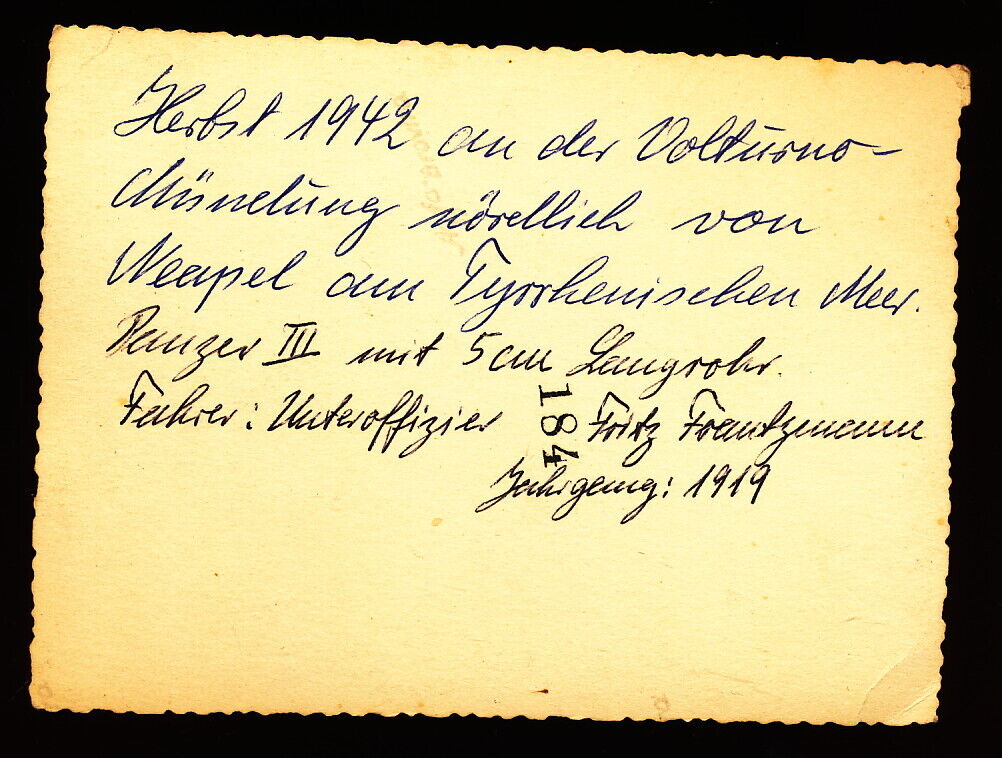 Herbst 1942 an der Volturno-
Mündung nördlich von
Neapel am Tyrrhenischen Meer.
Panzer III mit 5cm Langrohr.
Fahrer: Unteroffizier Fritz Frantzmann
Jahrgang: 1919
184